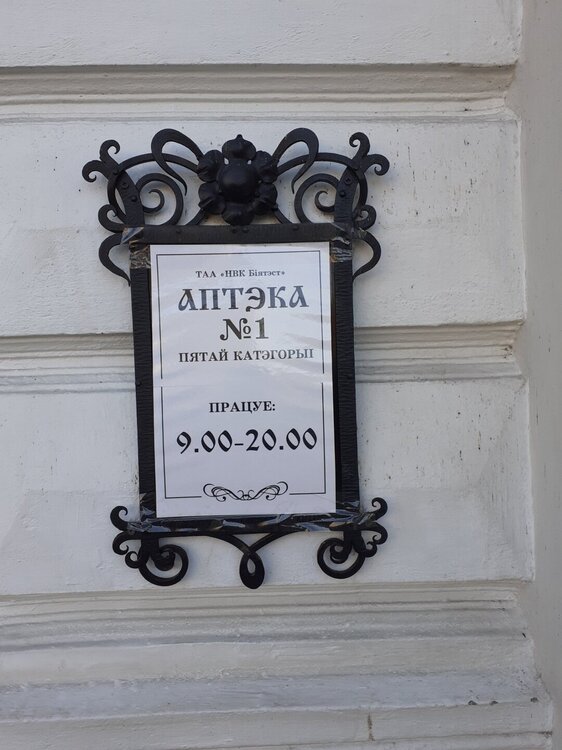 ТАА «НВК Біятэст»
АПТЭКА
№1
ПЯТАЙ КАТЭГОРЫІ
ПРАЦУЕ:
9.00-20.00